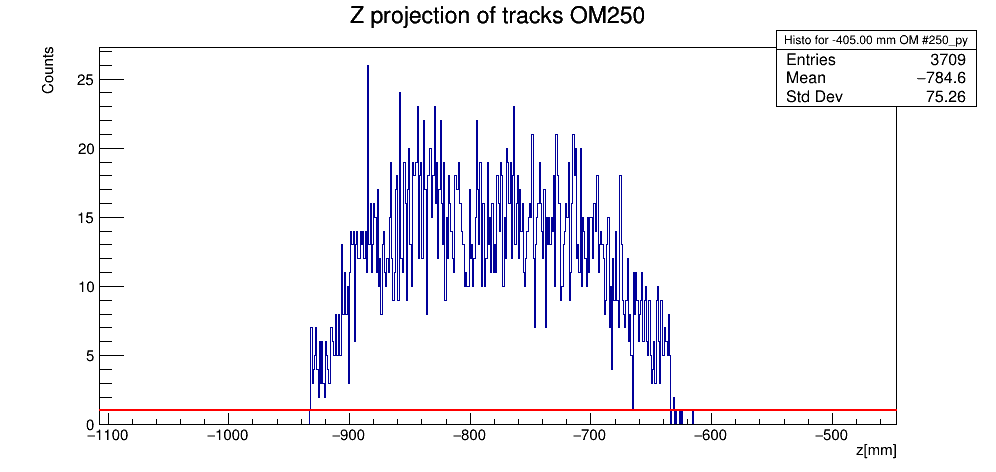 Z projection of tracks OM250
Histo for -405.00 mm OM #250_py
Entries 3709
Mean −784.6
Std Dev 75.26
Counts
25
20
15
10
5
0
−1100 −1000 −900 −800 −700 −600 −500
z[mm]